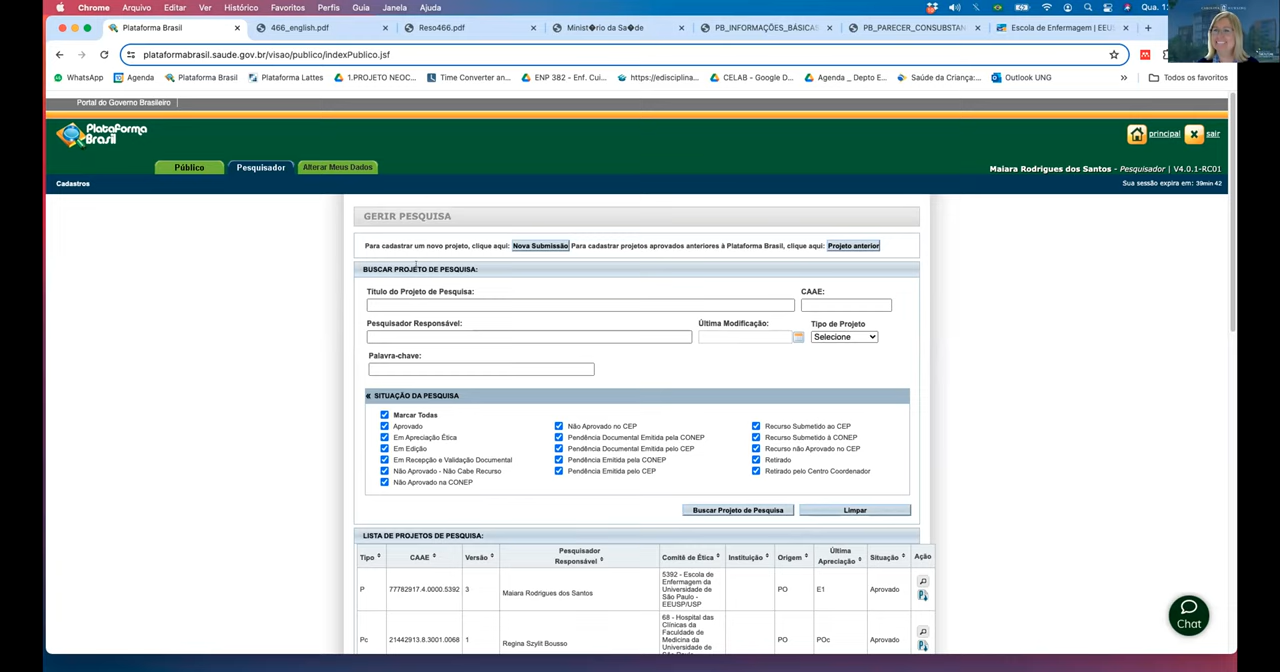 Chrome Arquivo Editar Ver Histórico Favoritos Perfis Guia Janela Ajuda
Qua. 1
Plataforma Brasil
466_english.pdf
Reso466.pdf
Minist�rio da Sa�de
PB_INFORMAÇÕES_BÁSICAS
PB_PARECER_CONSUBSTAN
Escola de Enfermagem | EEU
plataformabrasil.saude.gov.br/visao/publico/indexPublico.jsf
WhatsApp
Agenda
Plataforma Brasil
Plataforma Lattes
1.PROJETO NEOC...
Time Converter an...
ENP 382 - Enf. Cui...
https://edisciplina...
CELAB - Google D...
Agenda _ Depto E...
Saúde da Criança:...
Outlook UNG
»
Todos os favoritos
Portal do Governo Brasileiro
Plataforma
Brasil
principal
sair
Público
Pesquisador
Alterar Meus Dados
Maiara Rodrigues dos Santos - Pesquisador | V4.0.1-RC01
Cadastros
Sua sessão expira em: 39min 42
GERIR PESQUISA
Para cadastrar um novo projeto, clique aqui: Nova Submissão Para cadastrar projetos aprovados anteriores à Plataforma Brasil, clique aqui: Projeto anterior
BUSCAR PROJETO DE PESQUISA:
Título do Projeto de Pesquisa:
CAAE:
Pesquisador Responsável:
Última Modificação:
Tipo de Projeto
Selecione
Palavra-chave:
« SITUAÇÃO DA PESQUISA
Marcar Todas
Aprovado
Não Aprovado no CEP
Recurso Submetido ao CEP
Em Apreciação Ética
Pendência Documental Emitida pela CONEP
Recurso Submetido à CONEP
Em Edição
Pendência Documental Emitida pelo CEP
Recurso não Aprovado no CEP
Em Recepção e Validação Documental
Pendência Emitida pela CONEP
Retirado
Não Aprovado - Não Cabe Recurso
Pendência Emitida pelo CEP
Retirado pelo Centro Coordenador
Não Aprovado na CONEP
Buscar Projeto de Pesquisa
Limpar
LISTA DE PROJETOS DE PESQUISA:
Tipo
CAAE
Versão
Pesquisador
Responsável
Comitê de Ética
Instituição
Origem
Última
Apreciação
Situação
Ação
P
77782917.4.0000.5392
3
Maiara Rodrigues dos Santos
5392 - Escola de
Enfermagem da
Universidade de
São Paulo -
EEUSP/USP
PO
E1
Aprovado
Pc
21442913.8.3001.0068
1
Regina Szylit Bousso
68 - Hospital das
Clínicas da
Faculdade de
Medicina da
Universidade de
PO
POc
Aprovado
Chat